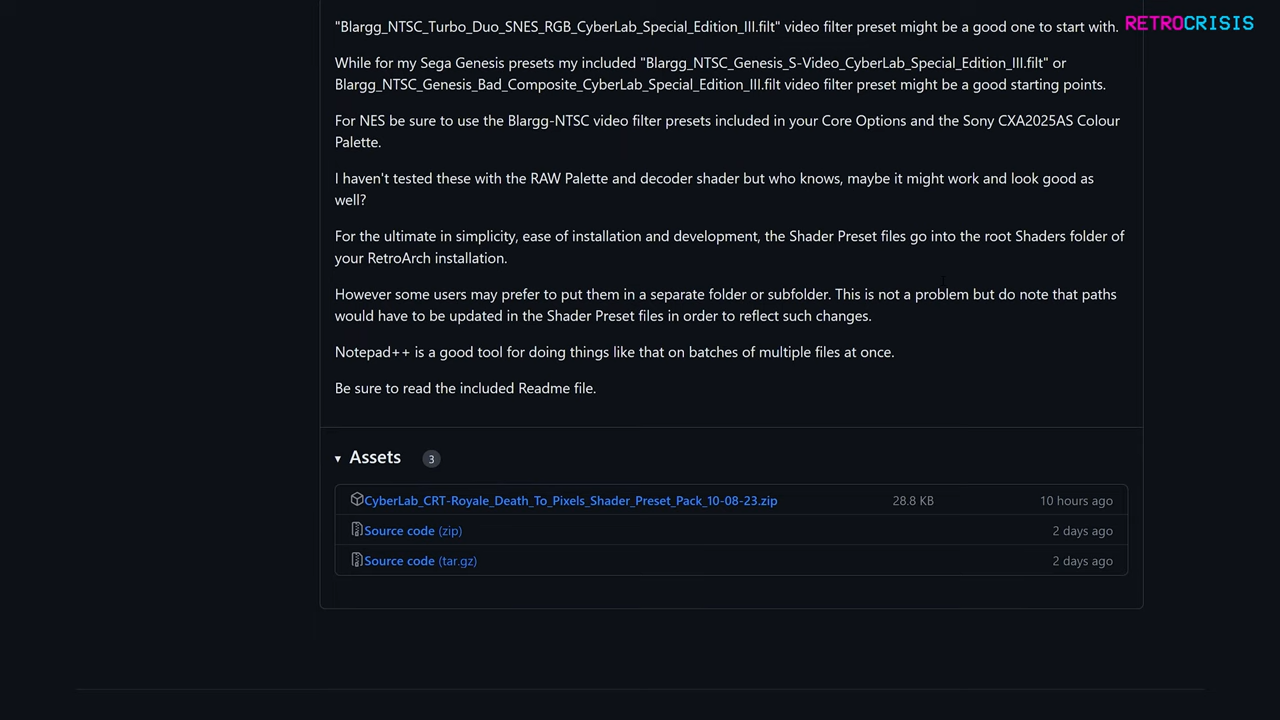 RETROCRISIS
"Blargg_NTSC_Turbo_Duo_SNES_RGB_CyberLab_Special_Edition_III.filt" video filter preset might be a good one to start with.
While for my Sega Genesis presets my included "Blargg_NTSC_Genesis_S-Video_CyberLab_Special_Edition_III.filt" or
Blargg_NTSC_Genesis_Bad_Composite_CyberLab_Special_Edition_III.filt video filter preset might be a good starting points.
For NES be sure to use the Blargg-NTSC video filter presets included in your Core Options and the Sony CXA2025AS Colour
Palette.
I haven't tested these with the RAW Palette and decoder shader but who knows, maybe it might work and look good as
well?
For the ultimate in simplicity, ease of installation and development, the Shader Preset files go into the root Shaders folder of
your RetroArch installation.
However some users may prefer to put them in a separate folder or subfolder. This is not a problem but do note that paths
would have to be updated in the Shader Preset files in order to reflect such changes.
Notepad++ is a good tool for doing things like that on batches of multiple files at once.
Be sure to read the included Readme file.
Assets 3
CyberLab_CRT-Royale_Death_To_Pixels_Shader_Preset_Pack_10-08-23.zip 28.8 KB 10 hours ago
Source code (zip) 2 days ago
Source code (tar.gz) 2 days ago